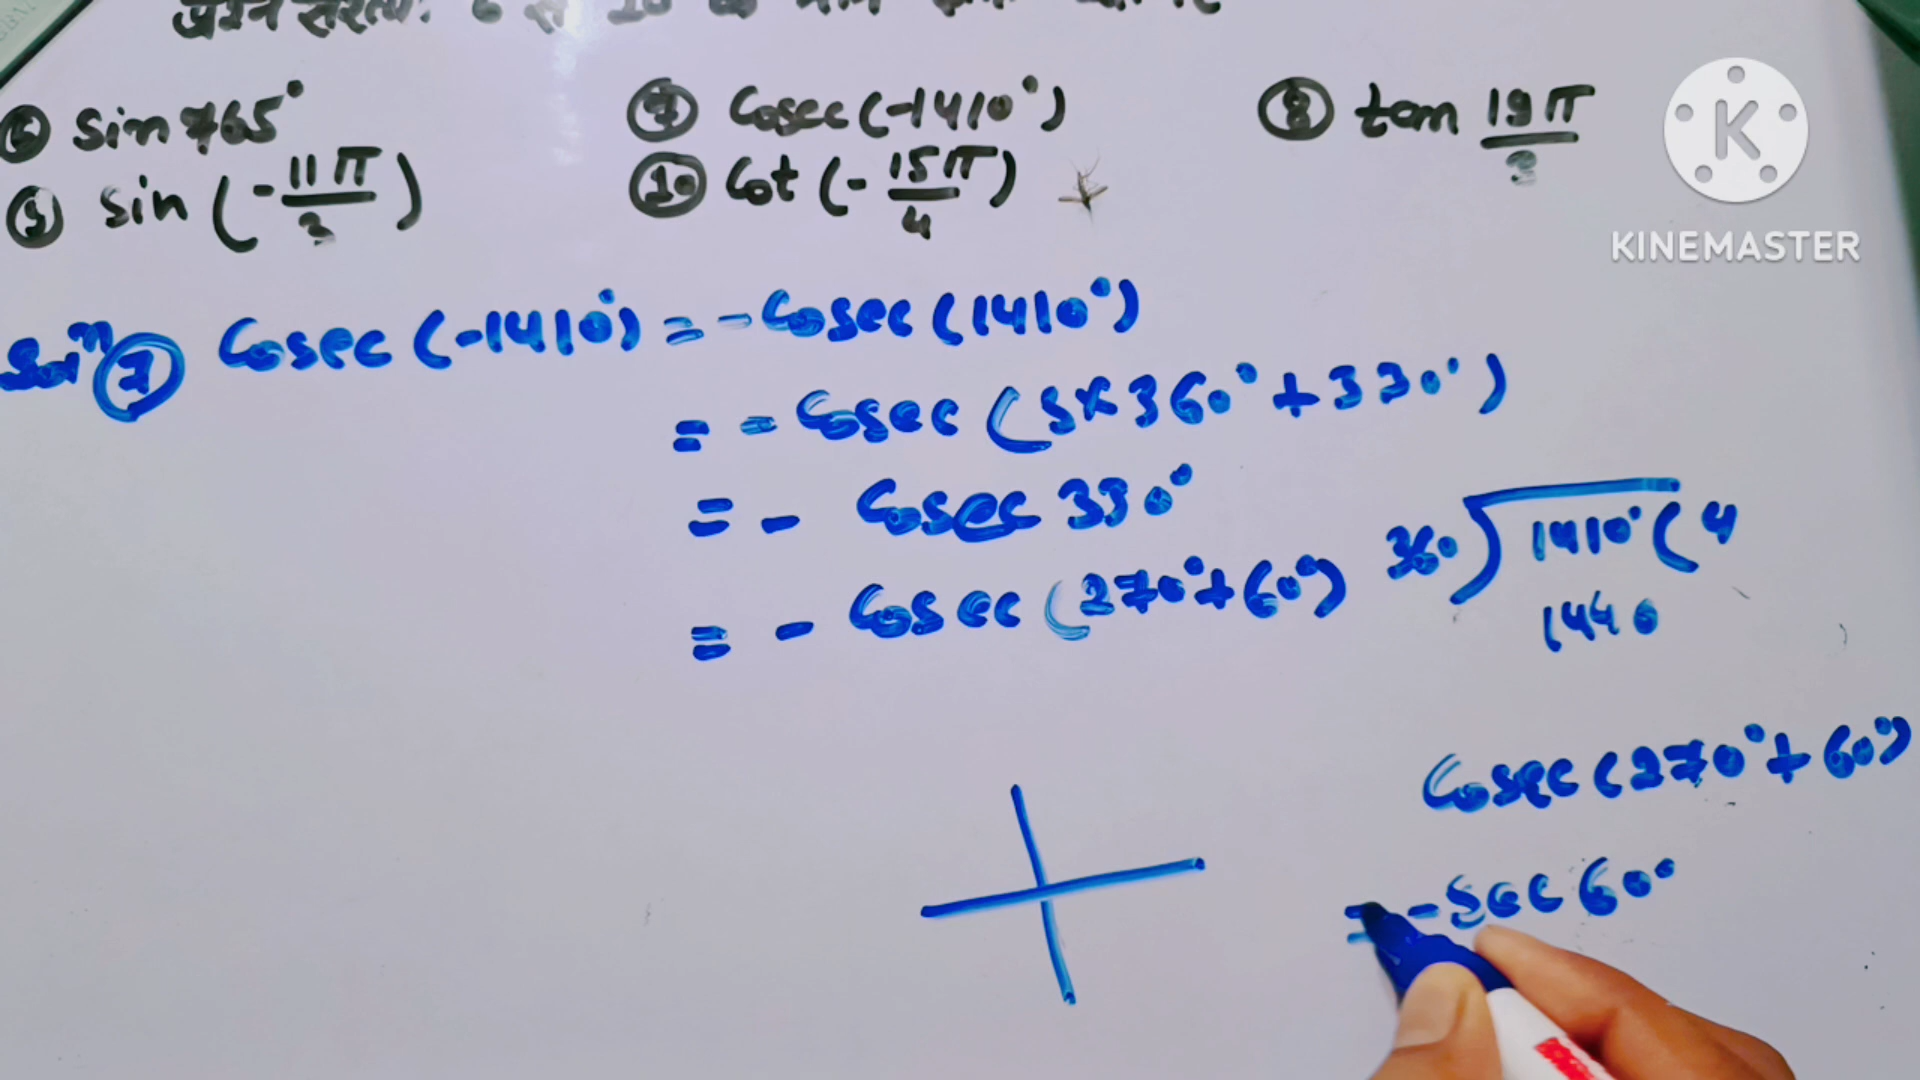 ⑥ sin 765° ⑦ Cosec (-1410°) ⑧ tan 19π/3
⑨ sin (-11π/3) ⑩ Cot (-15π/4)
K
KINEMASTER
Solⁿ ⑦ Cosec (-1410°) = - Cosec (1410°)
= - Cosec (5×360° + 330°)
= - Cosec 330°
= - Cosec (270° + 60°)
360 ) 1410° ( 4
1440
Cosec (270° + 60°)
= - Sec 60°